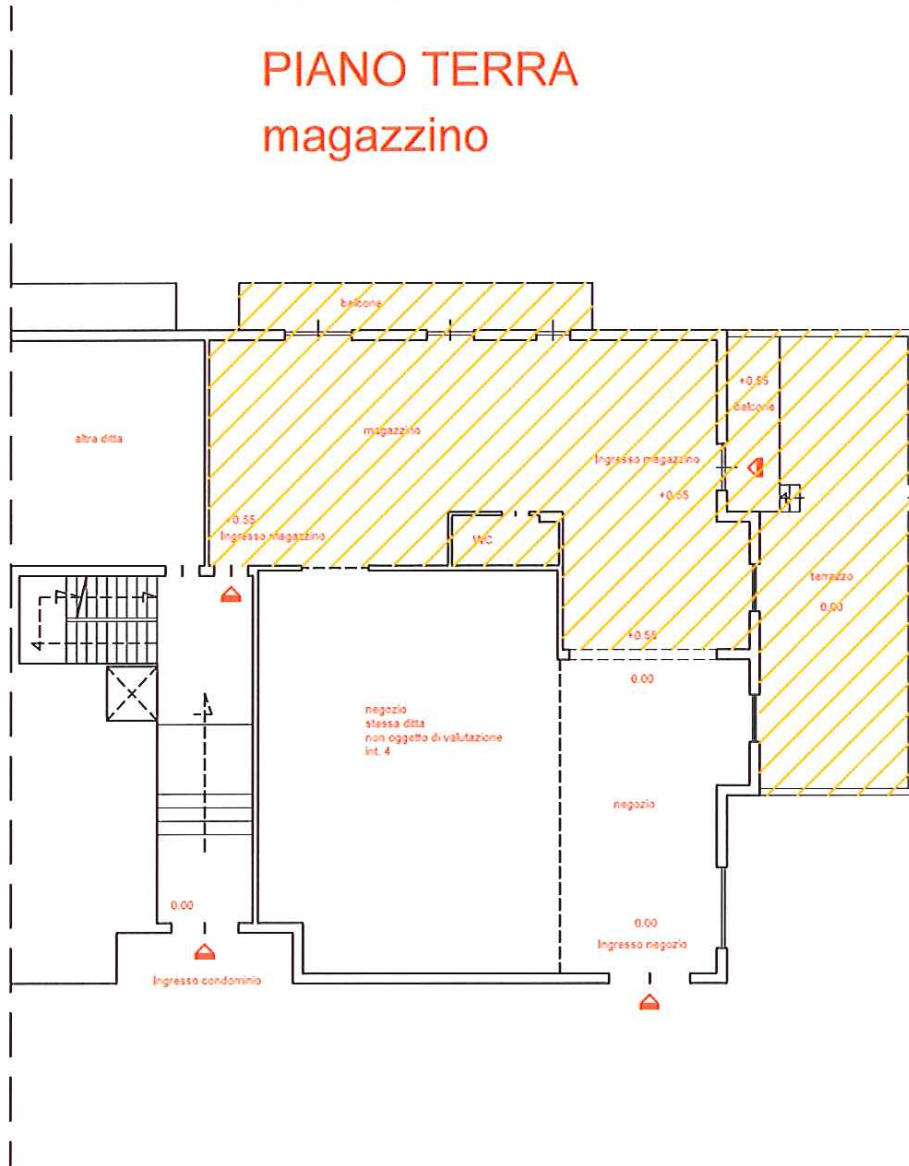 PIANO TERRA
magazzino
balcone
+0.55
balcone
altra ditta
magazzino
Ingresso magazzino
+0.55
+0.55
Ingresso magazzino
WC
terrazzo
0.00
+0.55
0.00
negozio
stessa ditta
non oggetto di valutazione
int. 4
negozio
0.00
0.00
Ingresso negozio
Ingresso condominio